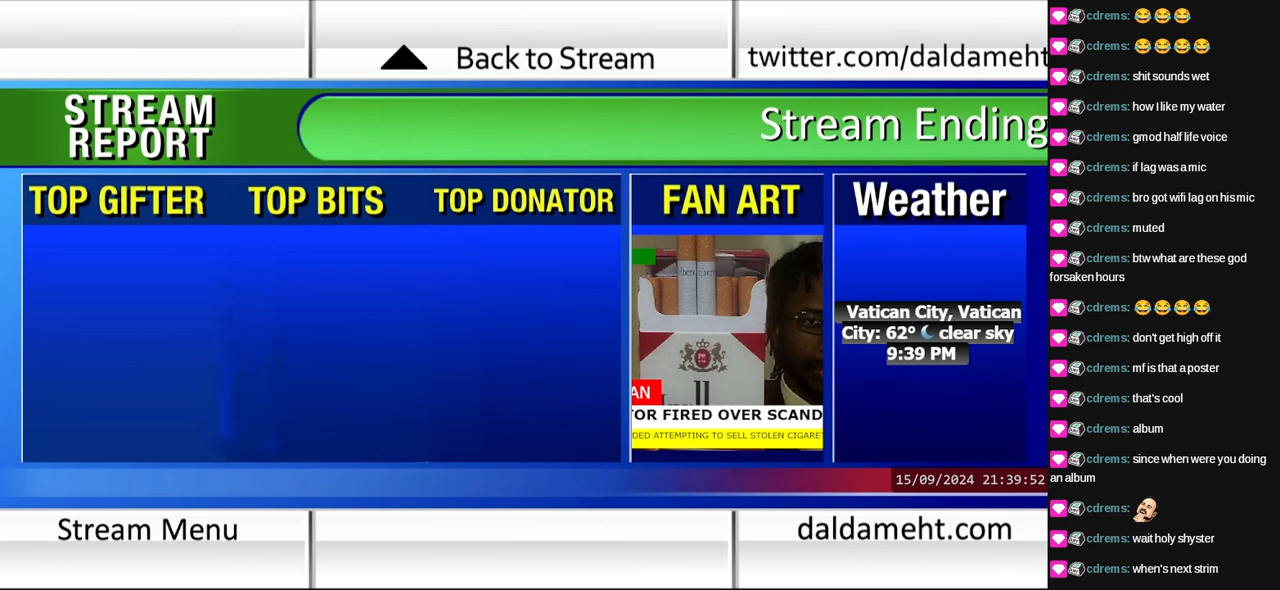 Back to Stream
twitter.com/daldameht
STREAM
REPORT
Stream Ending
TOP GIFTER
TOP BITS
TOP DONATOR
FAN ART
Weather
AN
TOR FIRED OVER SCAND
DED ATTEMPTING TO SELL STOLEN CIGARET
Vatican City, Vatican
City: 62° 🌙 clear sky
9:39 PM
15/09/2024 21:39:52
Stream Menu
daldameht.com
cdrems: 😂😂😂
cdrems: 😂😂😂😂
cdrems: shit sounds wet
cdrems: how I like my water
cdrems: gmod half life voice
cdrems: if lag was a mic
cdrems: bro got wifi lag on his mic
cdrems: muted
cdrems: btw what are these god
forsaken hours
cdrems: 😂😂😂😂
cdrems: don't get high off it
cdrems: mf is that a poster
cdrems: that's cool
cdrems: album
cdrems: since when were you doing
an album
cdrems:
cdrems: wait holy shyster
cdrems: when's next strim